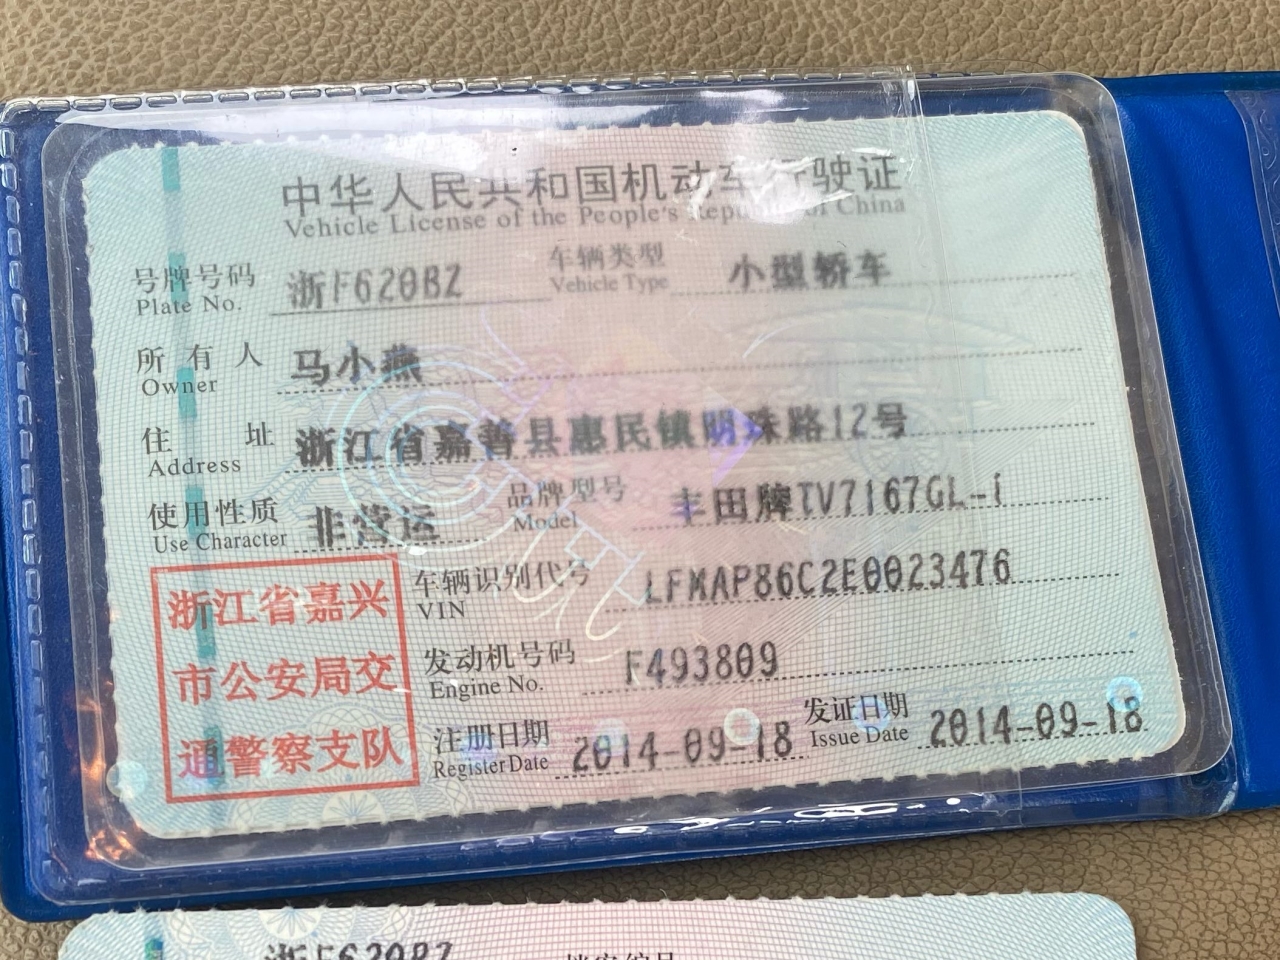 中华人民共和国机动车行驶证
Vehicle License of the People's Republic of China
号牌号码 浙F620BZ 车辆类型 小型轿车
Plate No. Vehicle Type
所有人 马小燕
Owner
住址 浙江省嘉善县惠民镇明珠路12号
Address
使用性质 非营运 品牌型号 丰田牌TV7167GL-i
Use Character Model
浙江省嘉兴
市公安局交
通警察支队
车辆识别代号 LFMAP86C2E0023476
VIN
发动机号码 F493809
Engine No.
注册日期 2014-09-18 发证日期 2014-09-18
Register Date Issue Date
浙F620BZ 档案编号